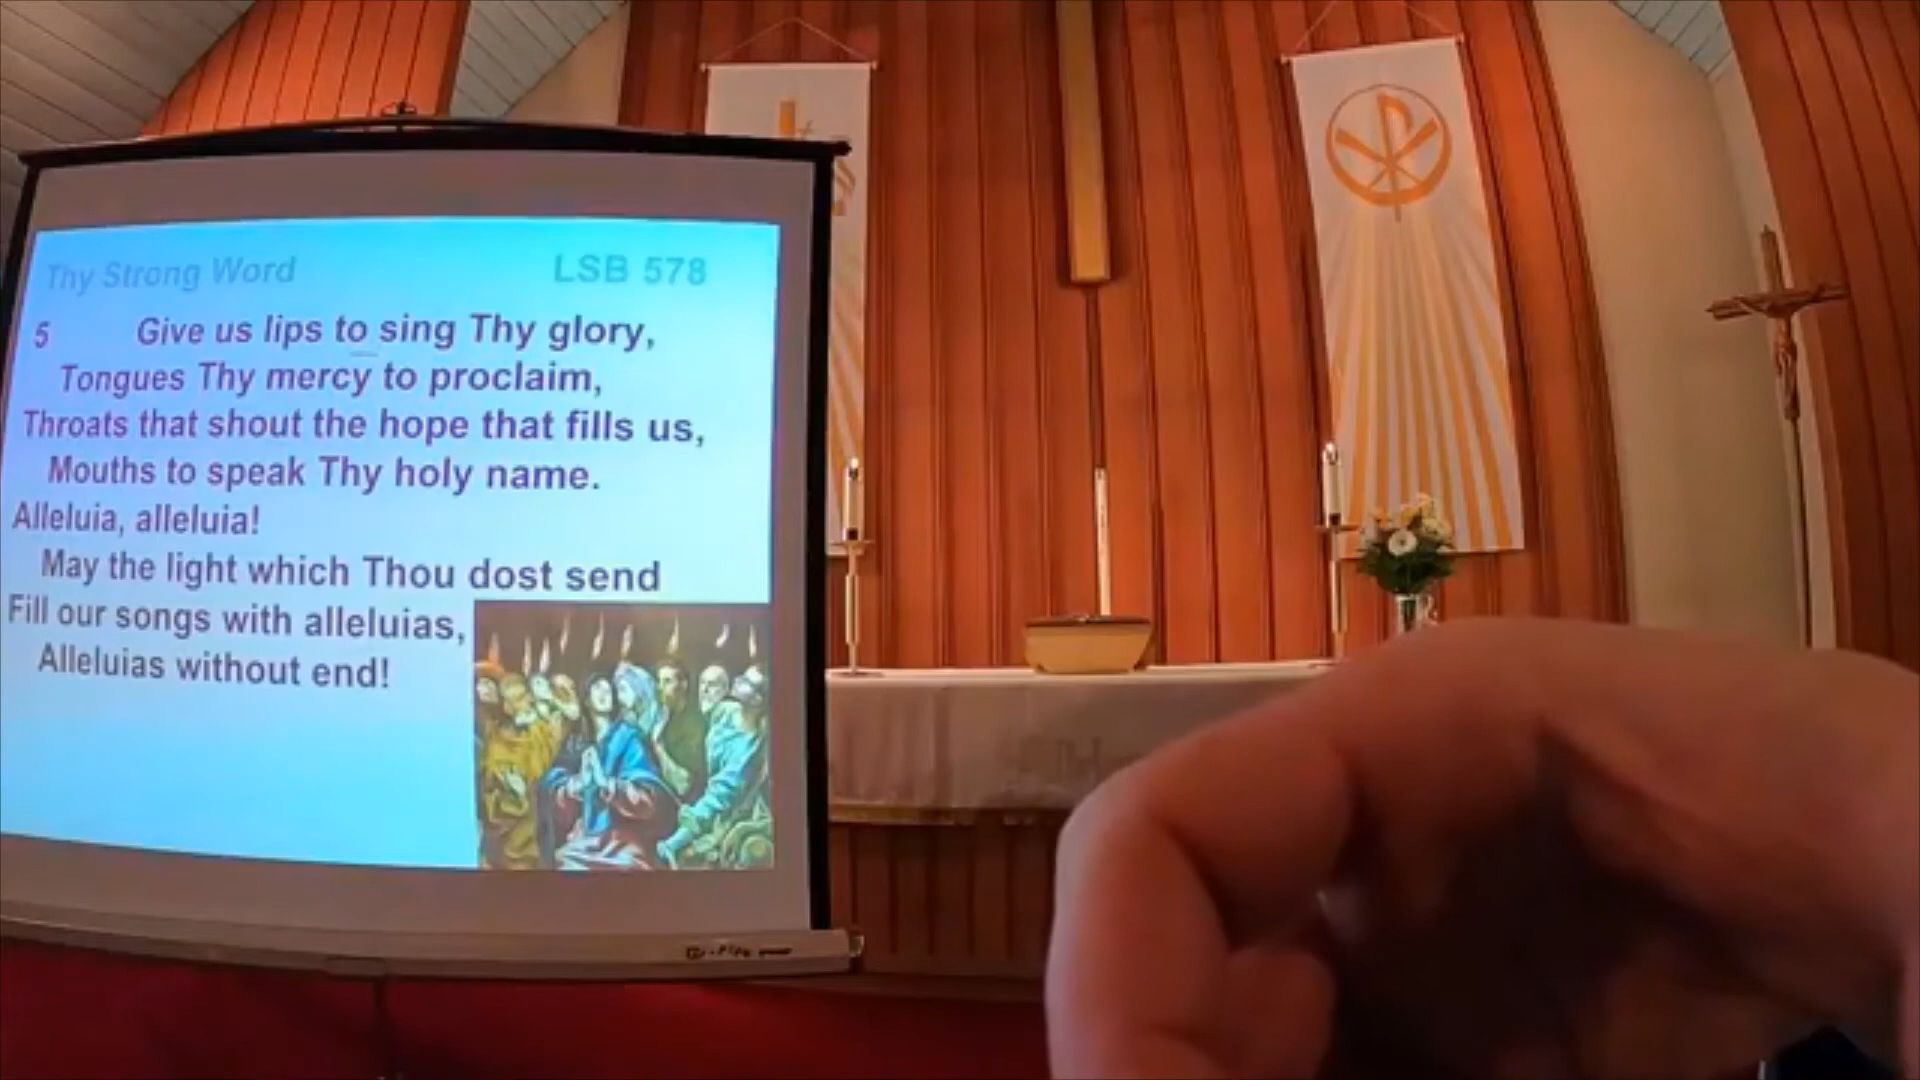 Thy Strong Word LSB 578
5 Give us lips to sing Thy glory,
Tongues Thy mercy to proclaim,
Throats that shout the hope that fills us,
Mouths to speak Thy holy name.
Alleluia, alleluia!
May the light which Thou dost send
Fill our songs with alleluias,
Alleluias without end!